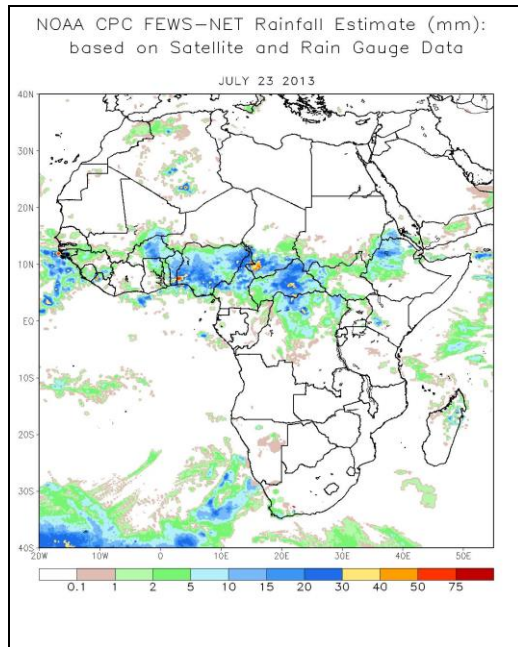 NOAA CPC FEWS-NET Rainfall Estimate (mm):
based on Satellite and Rain Gauge Data
JULY 23 2013
40N
30N
20N
10N
EQ
10S
20S
30S
40S
20W 10W 0 10E 20E 30E 40E 50E
0.1 1 2 5 10 15 20 30 40 50 75